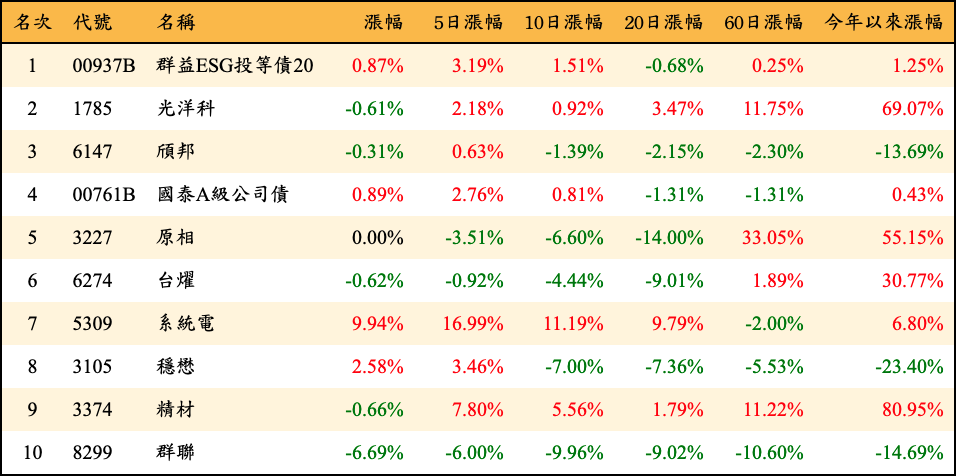 名次 代號 名稱 漲幅 5日漲幅 10日漲幅 20日漲幅 60日漲幅 今年以來漲幅
1 00937B 群益ESG投等債20 0.87% 3.19% 1.51% -0.68% 0.25% 1.25%
2 1785 光洋科 -0.61% 2.18% 0.92% 3.47% 11.75% 69.07%
3 6147 頎邦 -0.31% 0.63% -1.39% -2.15% -2.30% -13.69%
4 00761B 國泰A級公司債 0.89% 2.76% 0.81% -1.31% -1.31% 0.43%
5 3227 原相 0.00% -3.51% -6.60% -14.00% 33.05% 55.15%
6 6274 台燿 -0.62% -0.92% -4.44% -9.01% 1.89% 30.77%
7 5309 系統電 9.94% 16.99% 11.19% 9.79% -2.00% 6.80%
8 3105 穩懋 2.58% 3.46% -7.00% -7.36% -5.53% -23.40%
9 3374 精材 -0.66% 7.80% 5.56% 1.79% 11.22% 80.95%
10 8299 群聯 -6.69% -6.00% -9.96% -9.02% -10.60% -14.69%